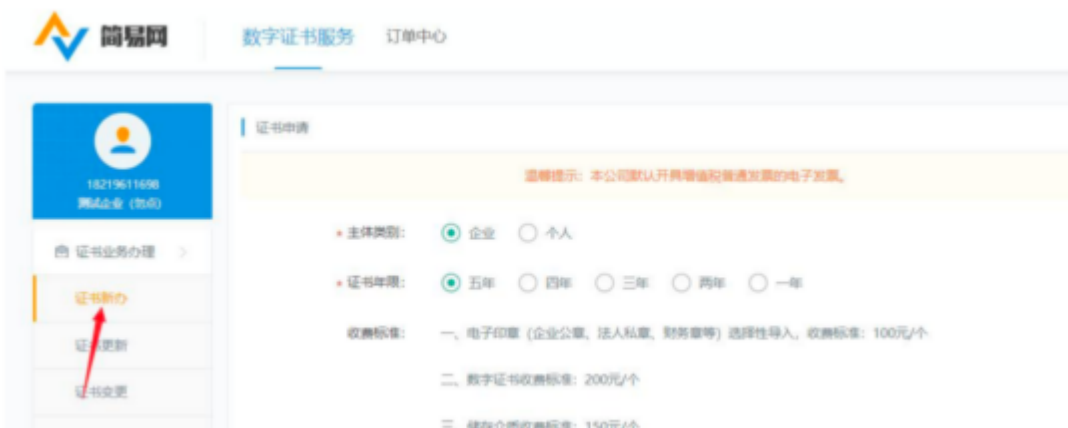 简易网 数字证书服务 订单中心
证书申请
温馨提示：本公司默认开具增值税普通发票的电子发票。
18219611698
测试企业（勿点）
* 主体类别： 企业 个人
证书业务办理 >
* 证书年限： 五年 四年 三年 两年 一年
证书新办
收费标准： 一、电子印章（企业公章、法人私章、财务章等）选择性导入，收费标准：100元/个
证书更新
二、数字证书收费标准：200元/个
证书变更
三、储存介质收费标准：150元/个